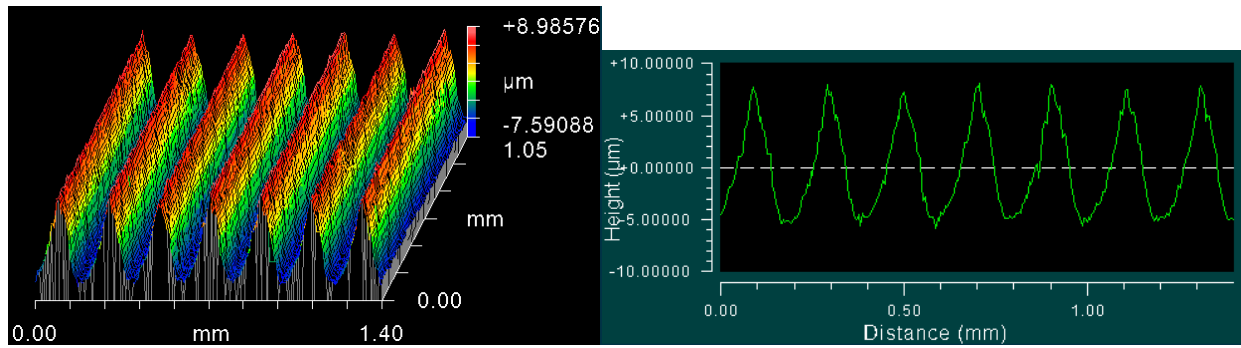 +8.98576
µm
-7.59088
1.05
mm
0.00
0.00 mm 1.40
+10.00000
+5.00000
+0.00000
-5.00000
-10.00000
Height (µm)
0.00 0.50 1.00
Distance (mm)